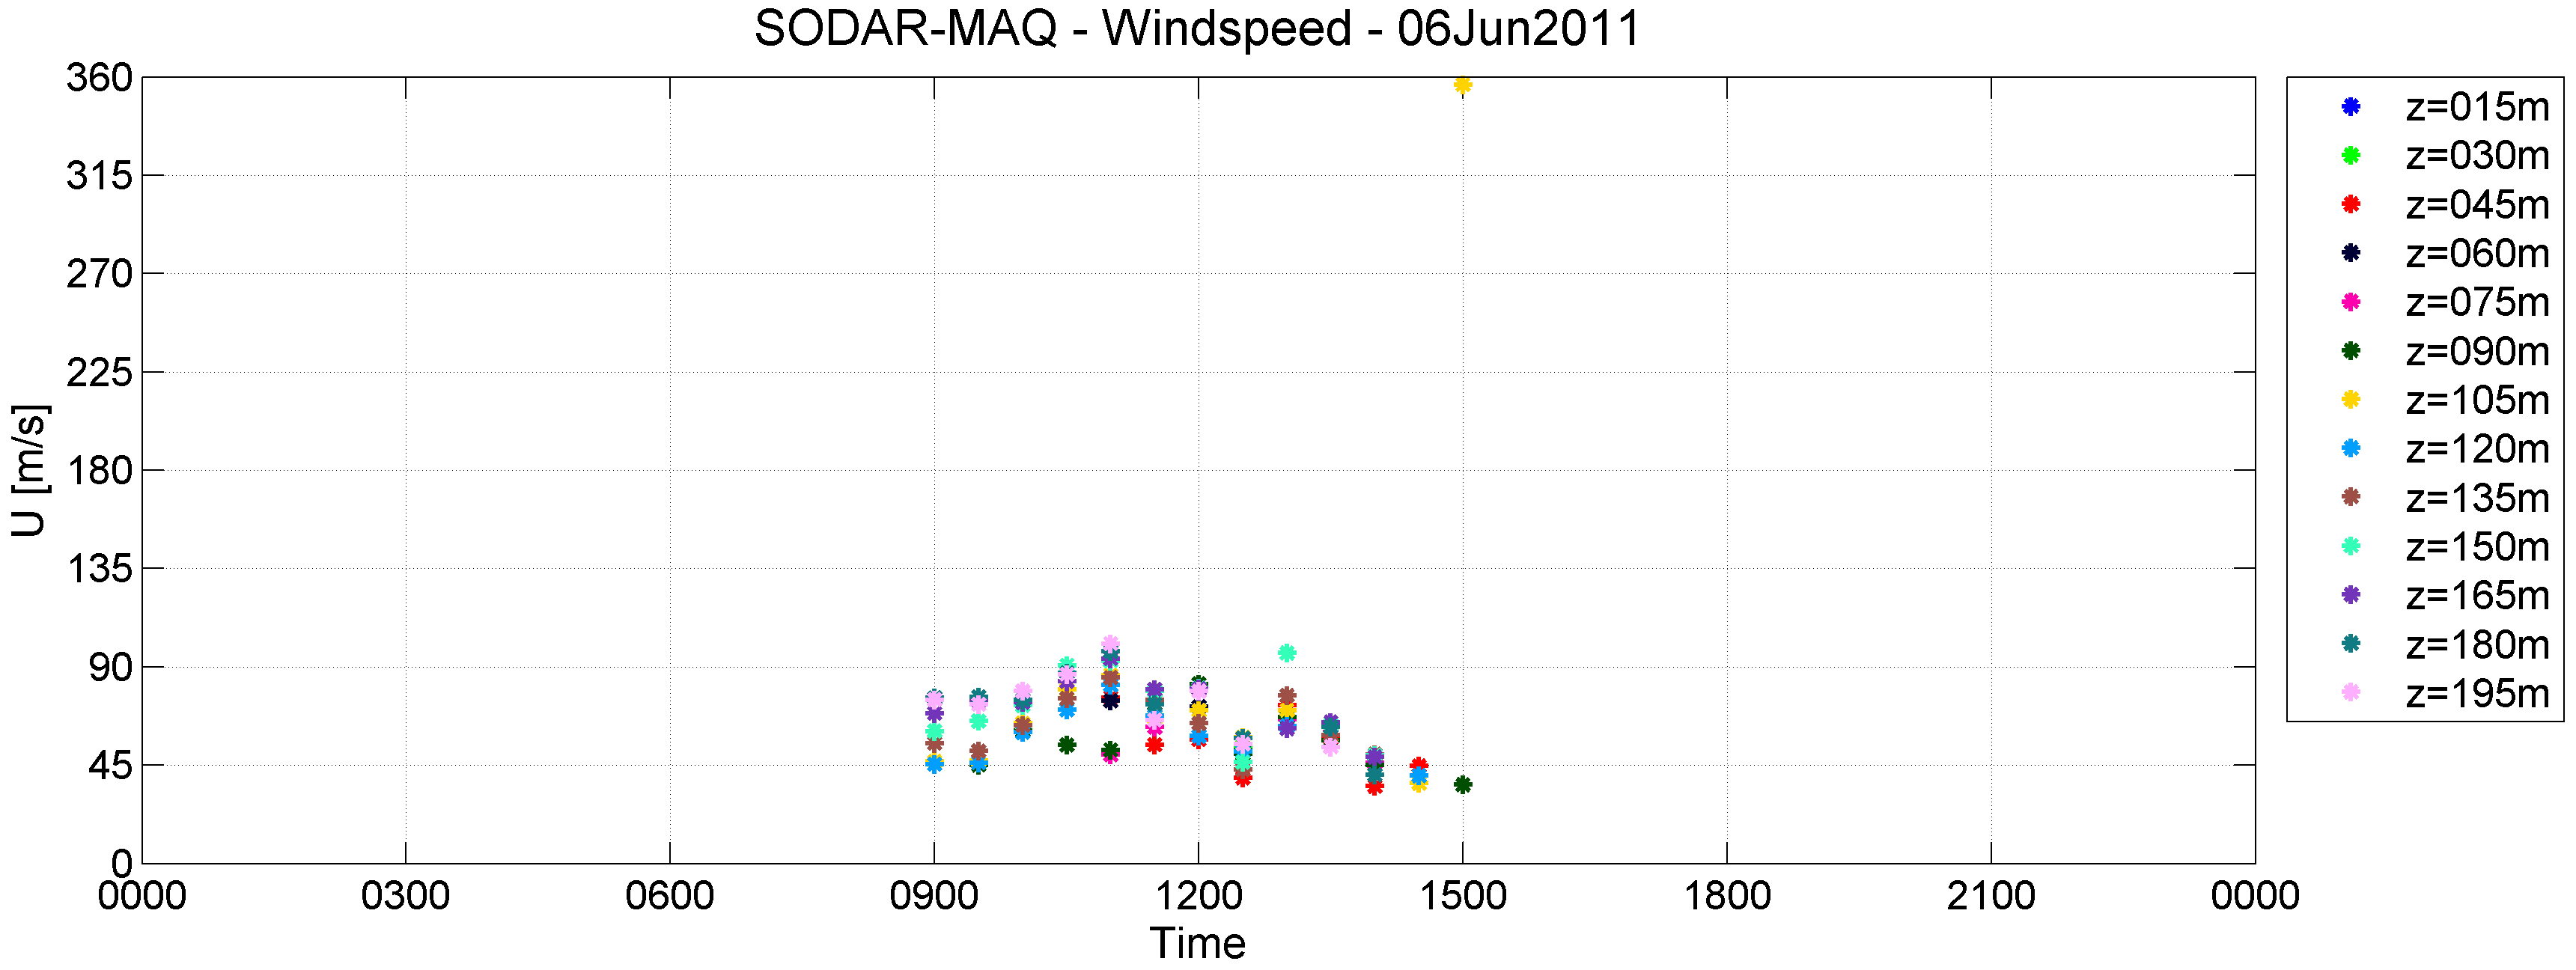 SODAR-MAQ - Windspeed - 06Jun2011
360
315
270
225
180
135
90
45
0
U [m/s]
0000 0300 0600 0900 1200 1500 1800 2100 0000
Time
z=015m
z=030m
z=045m
z=060m
z=075m
z=090m
z=105m
z=120m
z=135m
z=150m
z=165m
z=180m
z=195m